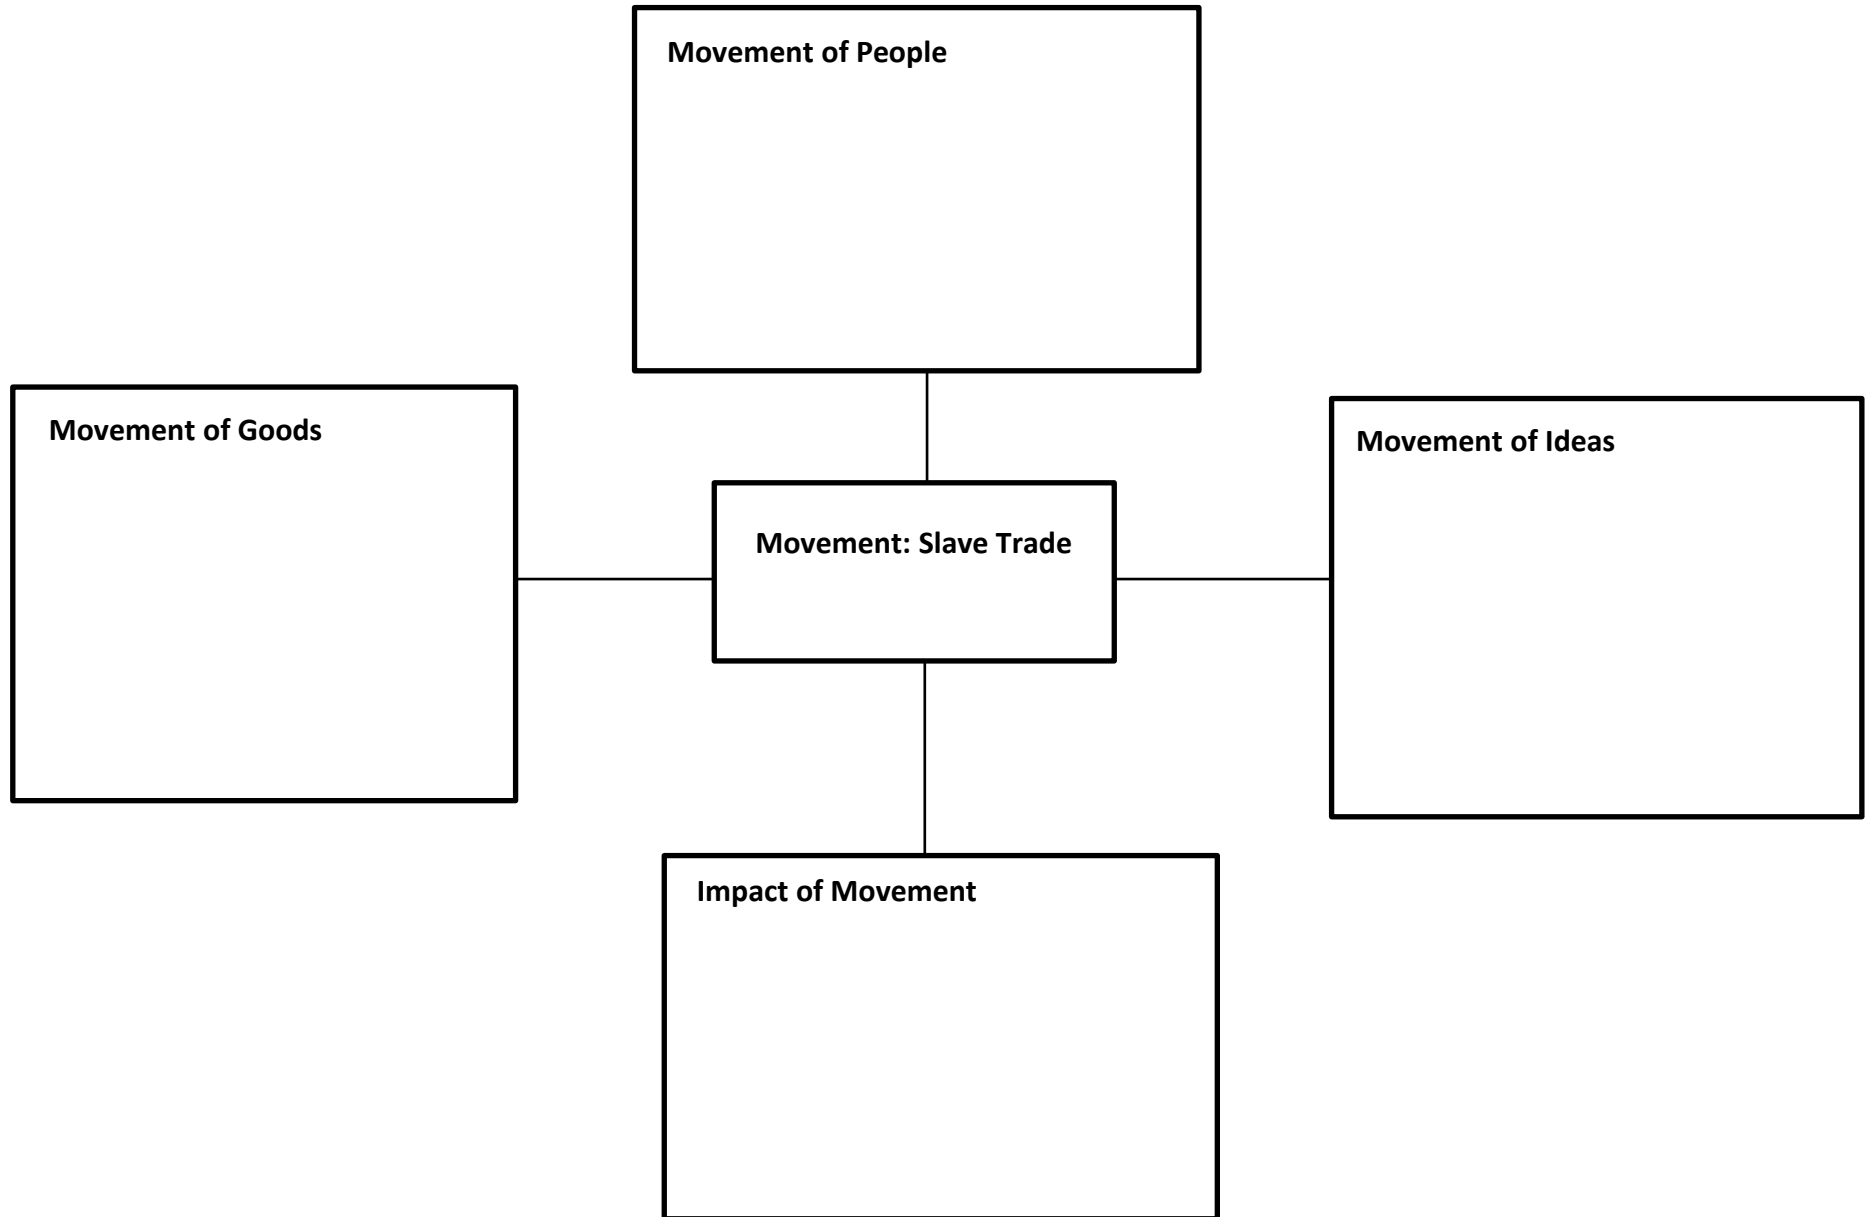 Movement of People
Movement of Goods
Movement of Ideas
Movement: Slave Trade
Impact of Movement